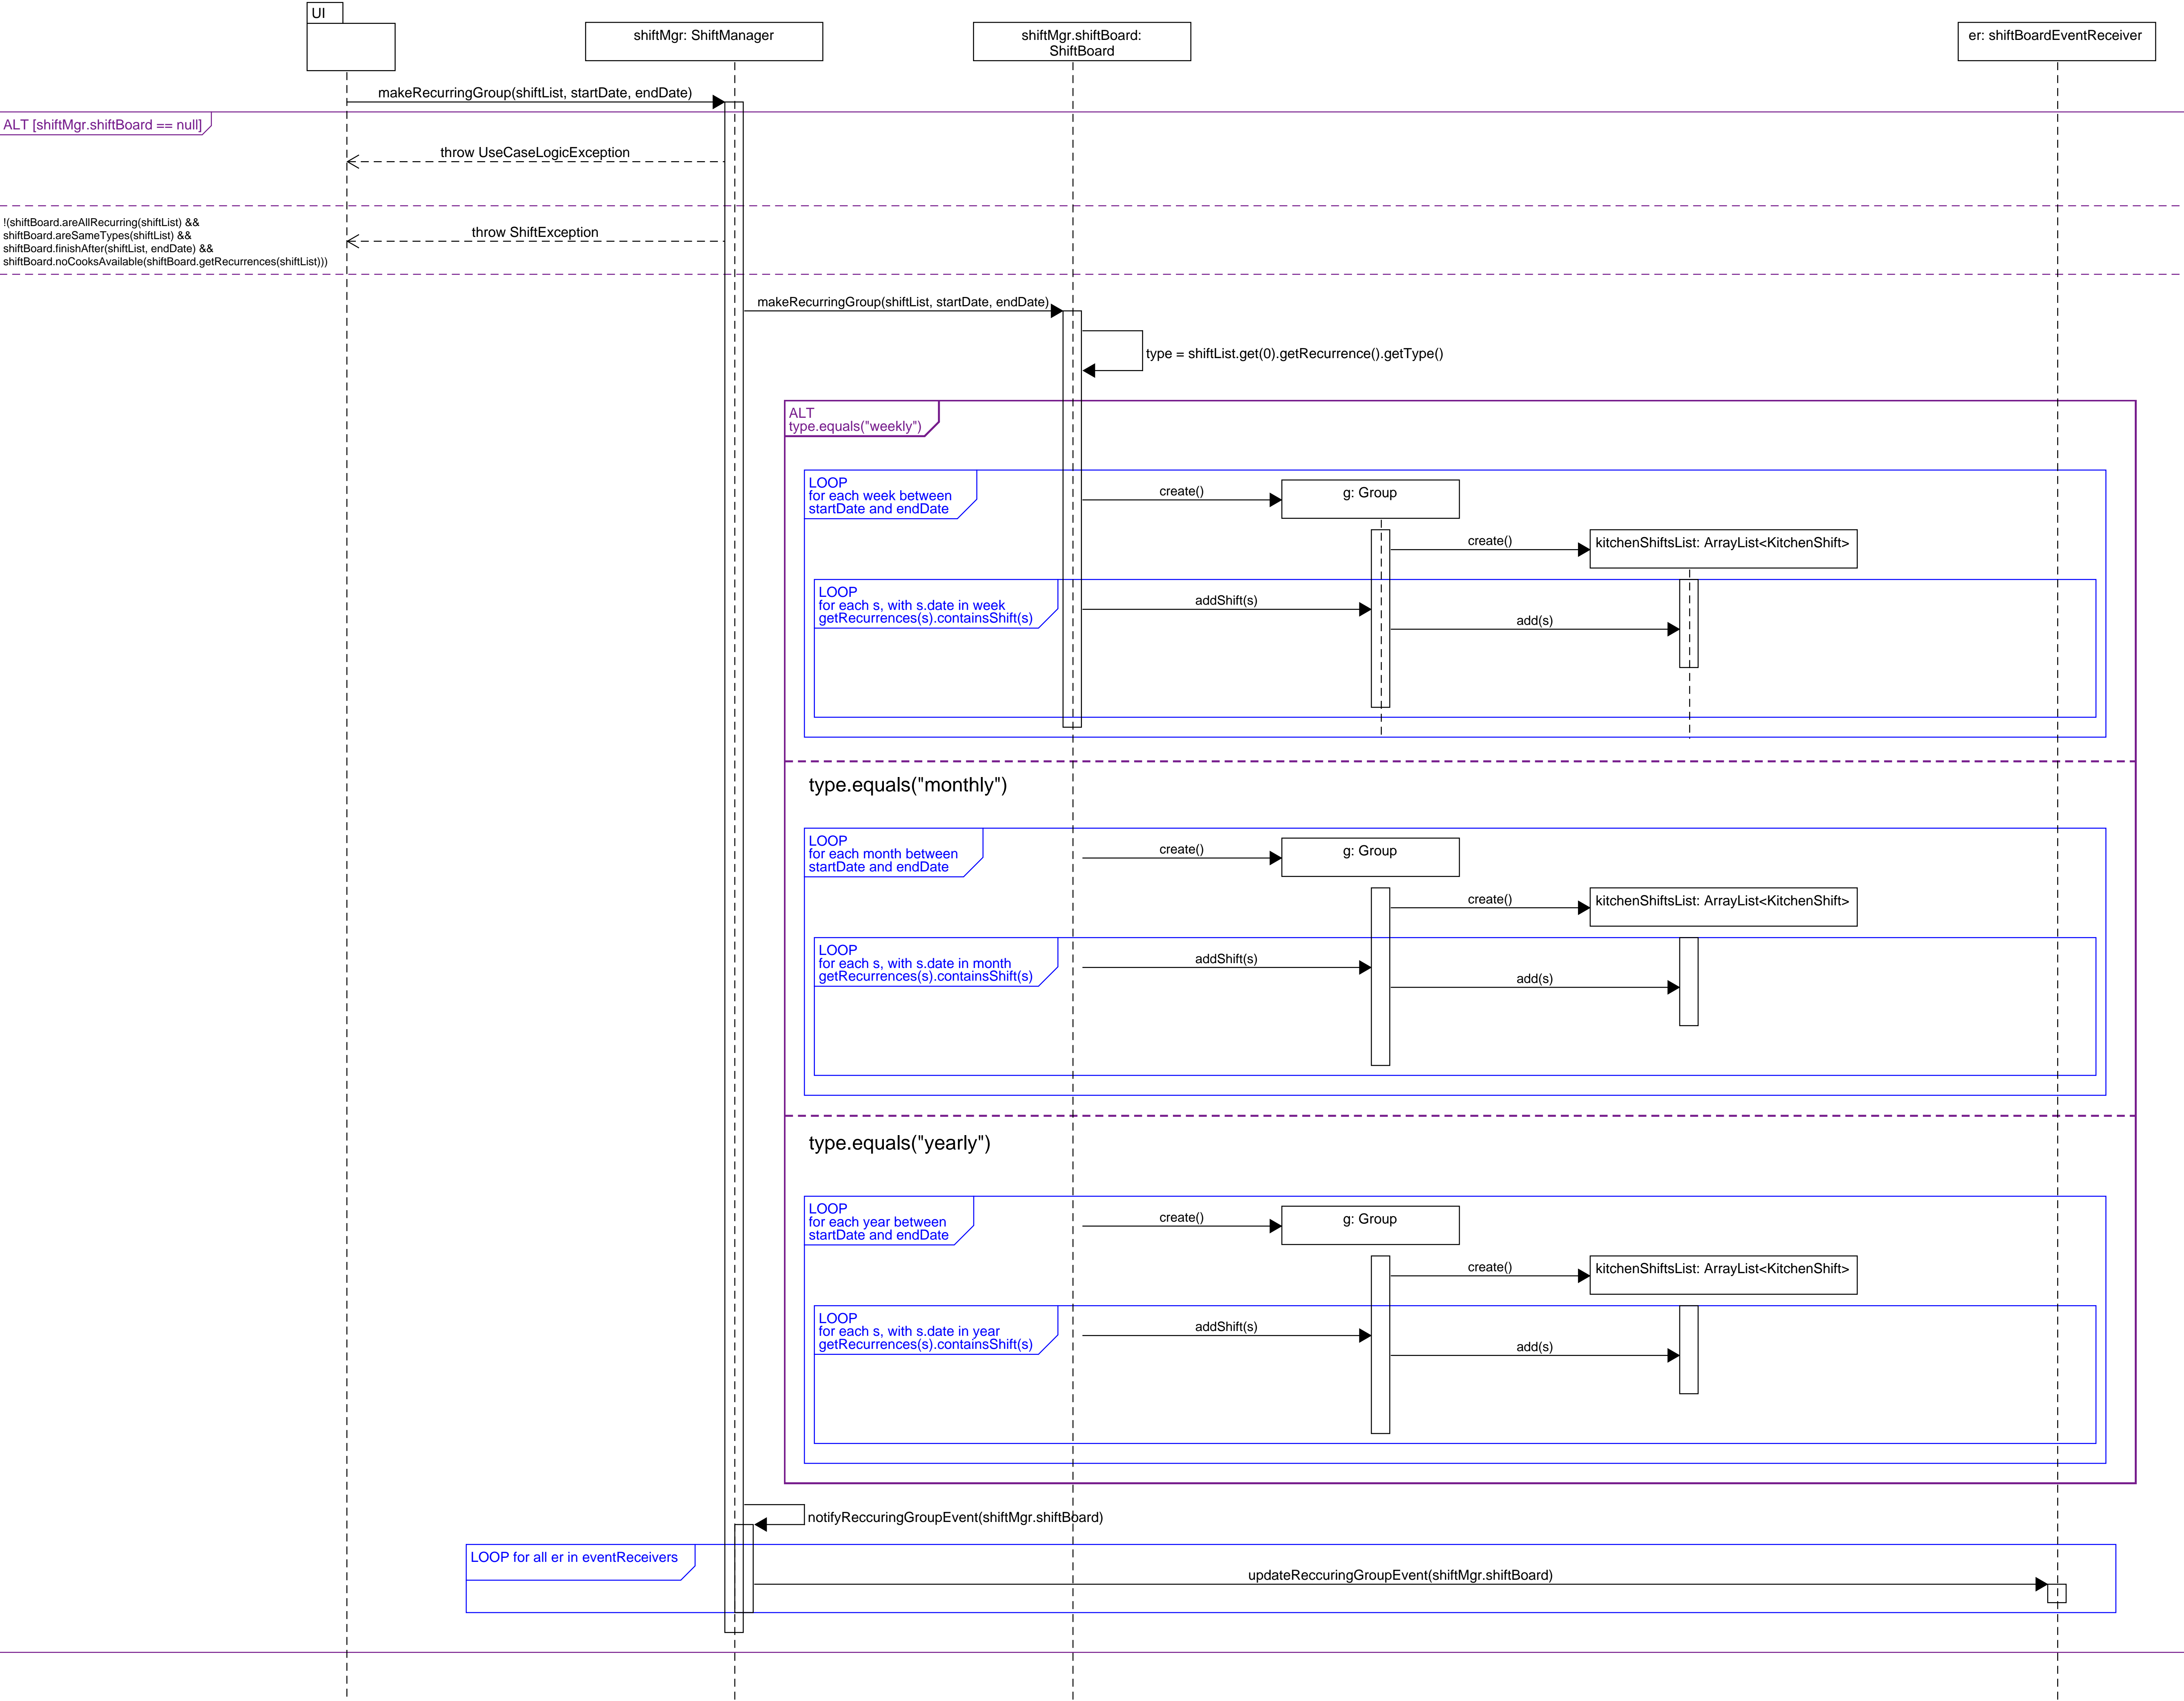 UI
shiftMgr: ShiftManager
shiftMgr.shiftBoard:
ShiftBoard
er: shiftBoardEventReceiver
makeRecurringGroup(shiftList, startDate, endDate)
ALT [shiftMgr.shiftBoard == null]
throw UseCaseLogicException
!(shiftBoard.areAllRecurring(shiftList) &&
shiftBoard.areSameTypes(shiftList) &&
shiftBoard.finishAfter(shiftList, endDate) &&
shiftBoard.noCooksAvailable(shiftBoard.getRecurrences(shiftList)))
throw ShiftException
makeRecurringGroup(shiftList, startDate, endDate)
type = shiftList.get(0).getRecurrence().getType()
ALT
type.equals("weekly")
LOOP
for each week between
startDate and endDate
create()
g: Group
create()
kitchenShiftsList: ArrayList<KitchenShift>
LOOP
for each s, with s.date in week
getRecurrences(s).containsShift(s)
addShift(s)
add(s)
type.equals("monthly")
LOOP
for each month between
startDate and endDate
create()
g: Group
create()
kitchenShiftsList: ArrayList<KitchenShift>
LOOP
for each s, with s.date in month
getRecurrences(s).containsShift(s)
addShift(s)
add(s)
type.equals("yearly")
LOOP
for each year between
startDate and endDate
create()
g: Group
create()
kitchenShiftsList: ArrayList<KitchenShift>
LOOP
for each s, with s.date in year
getRecurrences(s).containsShift(s)
addShift(s)
add(s)
notifyReccuringGroupEvent(shiftMgr.shiftBoard)
LOOP for all er in eventReceivers
updateReccuringGroupEvent(shiftMgr.shiftBoard)